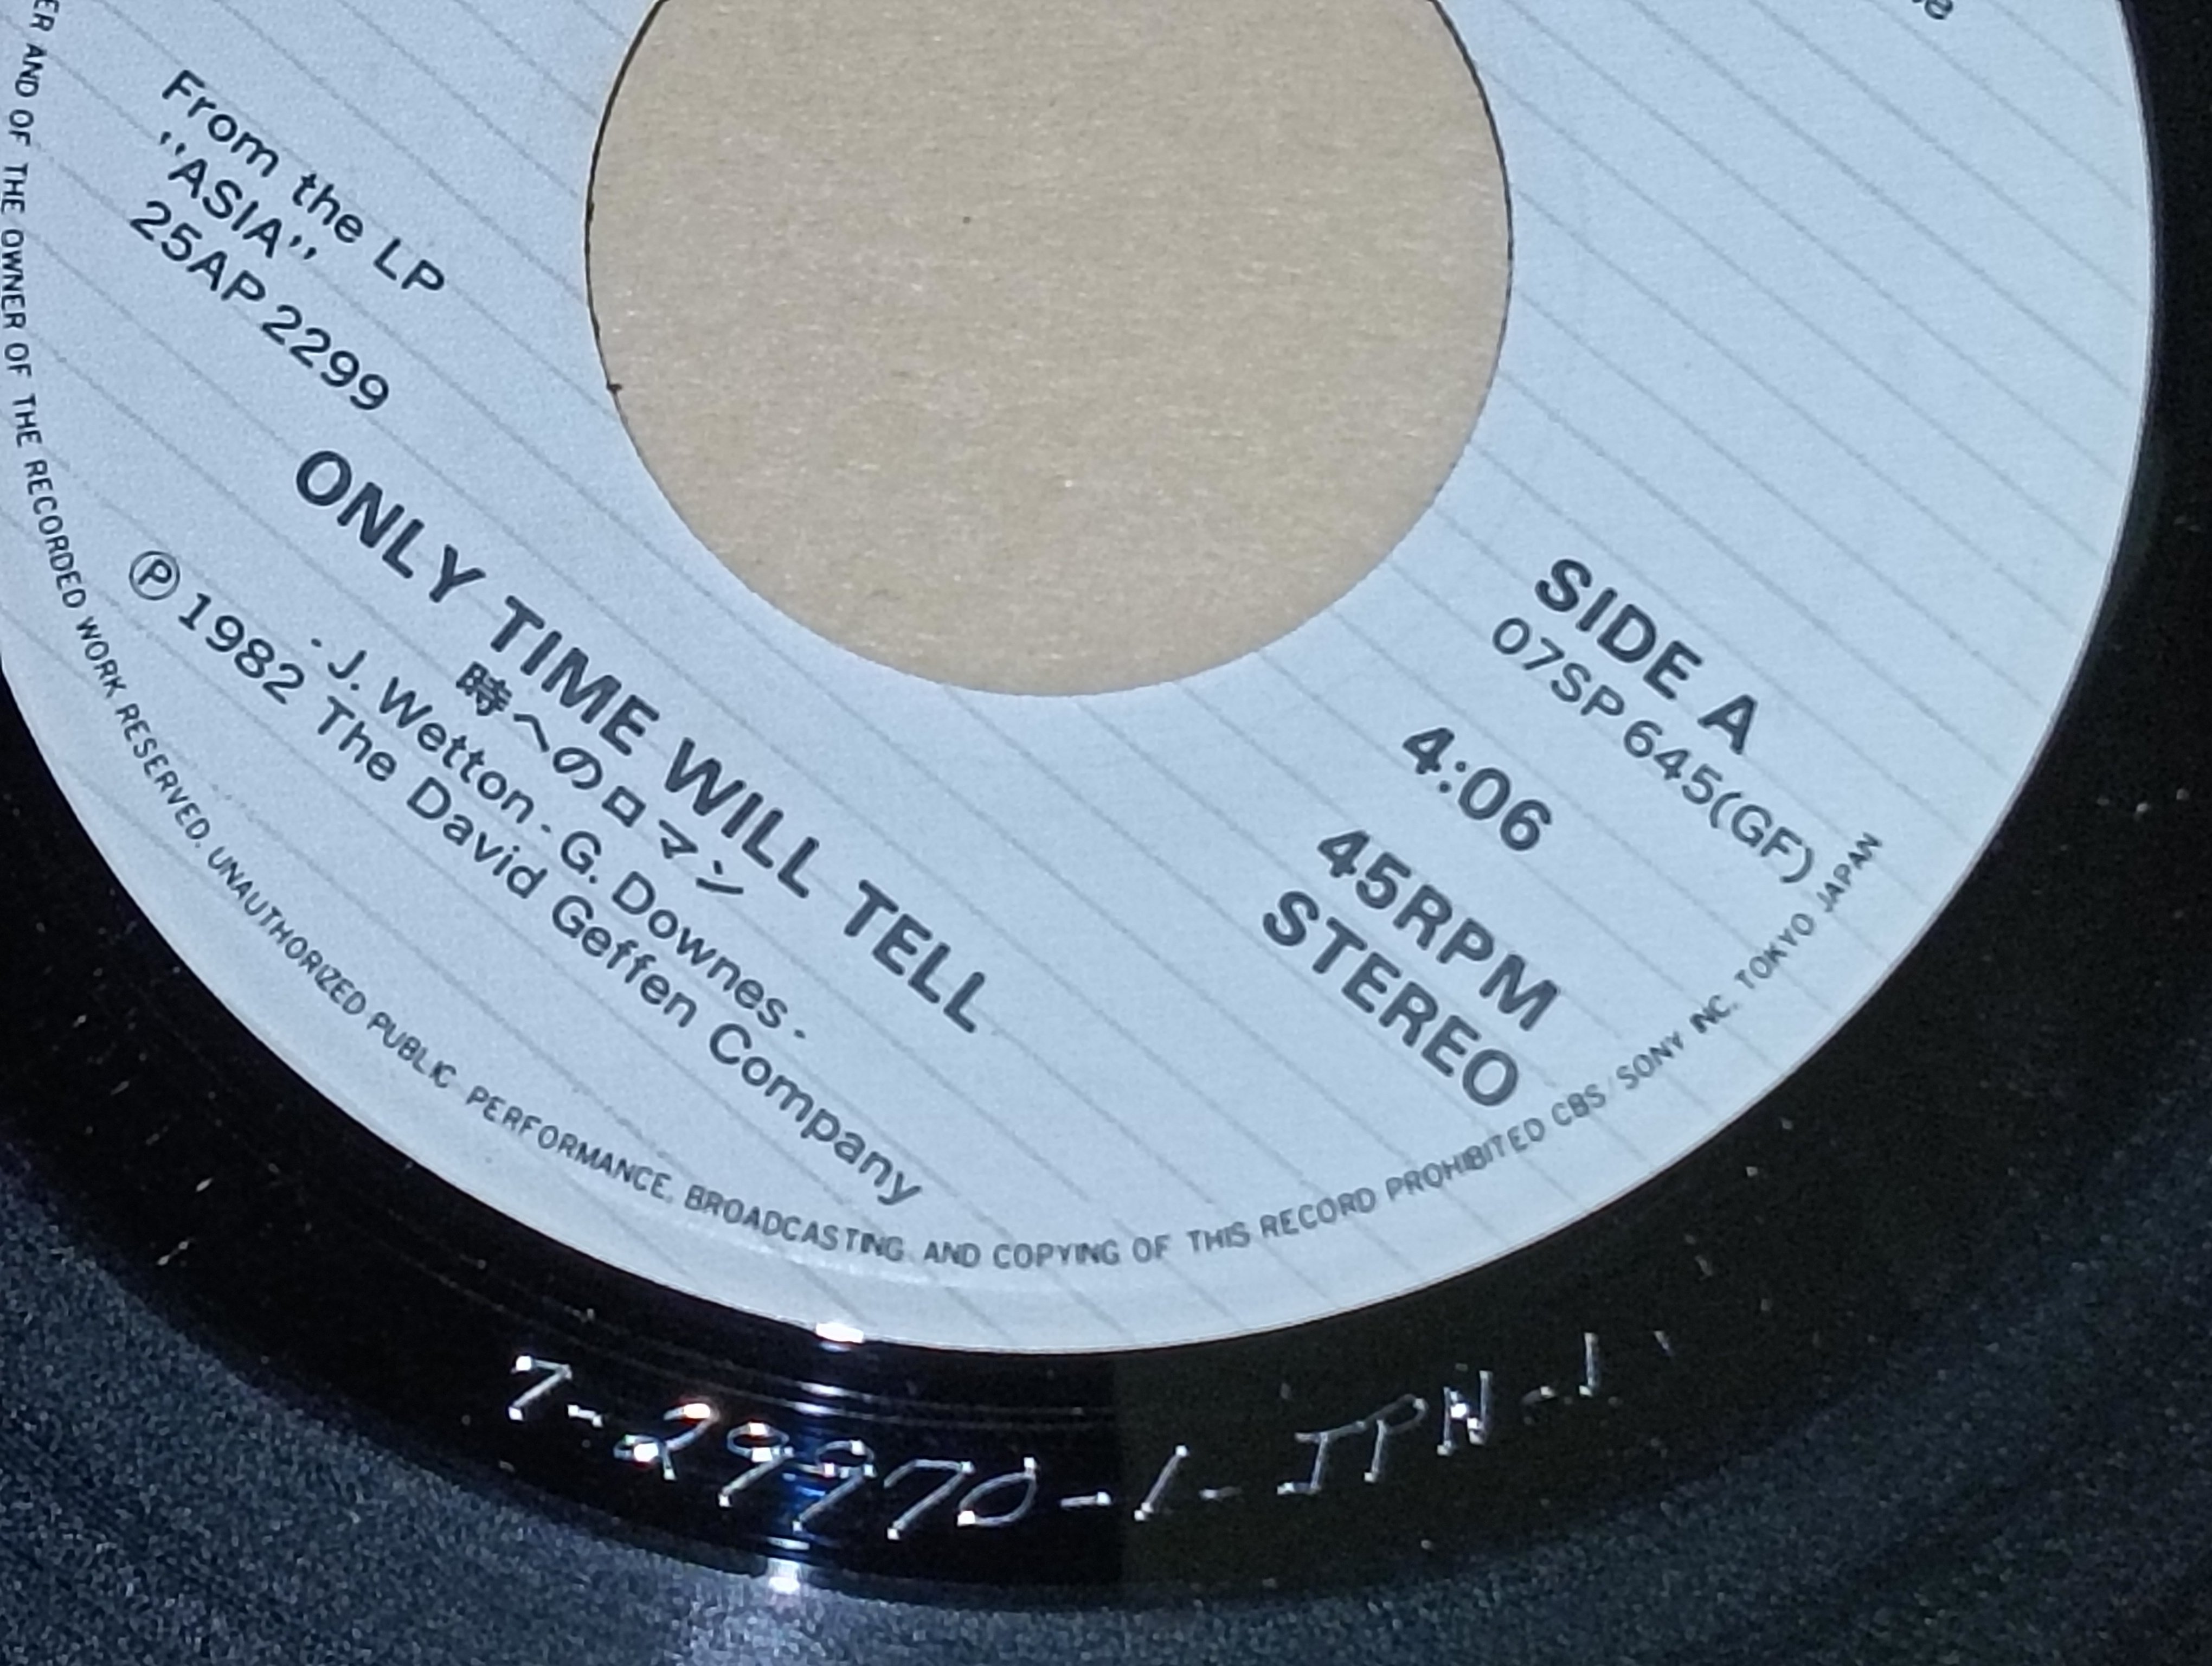 From the LP
"ASIA"
25AP 2299
SIDE A
07SP 645(GF)
4:06
45RPM
STEREO
ONLY TIME WILL TELL
時へのロマン
- J. Wetton - G. Downes -
Ⓟ 1982 The David Geffen Company
AND OF THE OWNER OF THE RECORDED WORK RESERVED. UNAUTHORIZED PUBLIC PERFORMANCE, BROADCASTING AND COPYING OF THIS RECORD PROHIBITED CBS/SONY INC. TOKYO JAPAN
7-29970-1-JPN-1